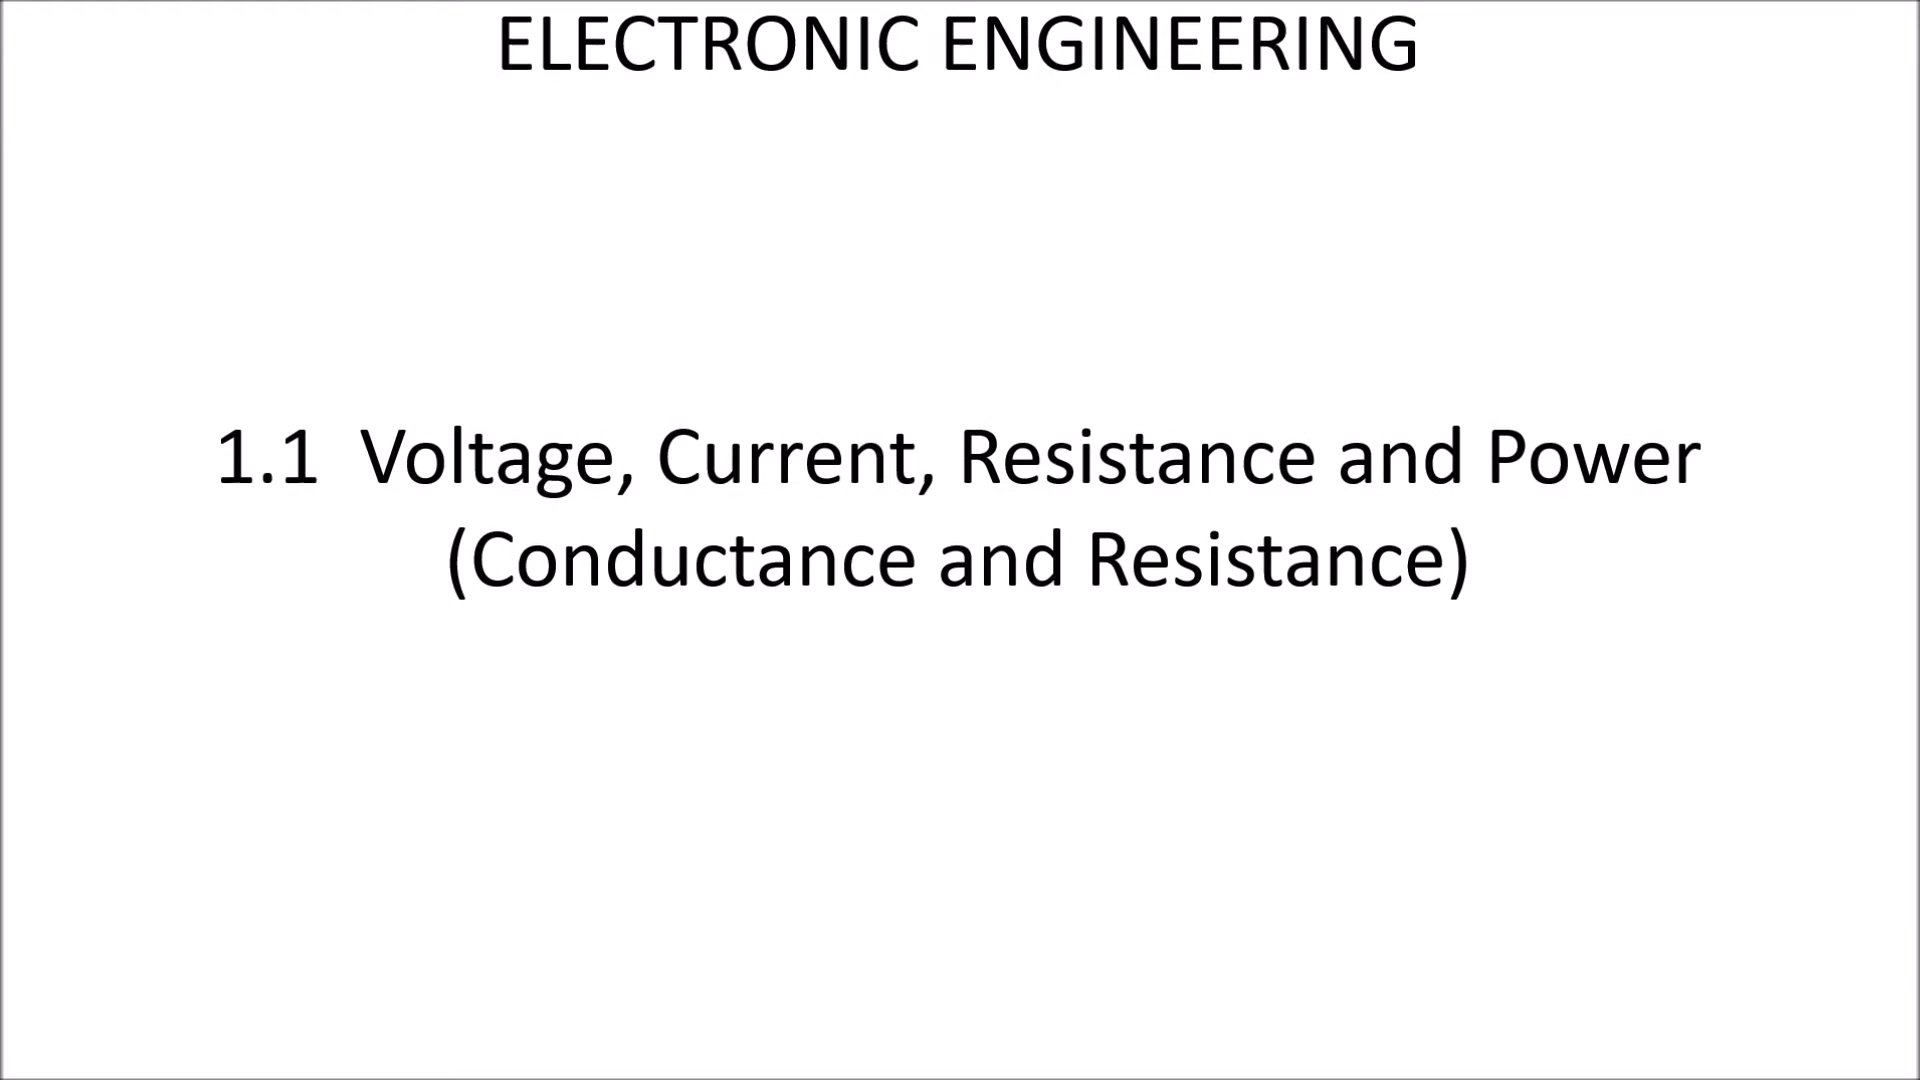 ELECTRONIC ENGINEERING
1.1  Voltage, Current, Resistance and Power
(Conductance and Resistance)